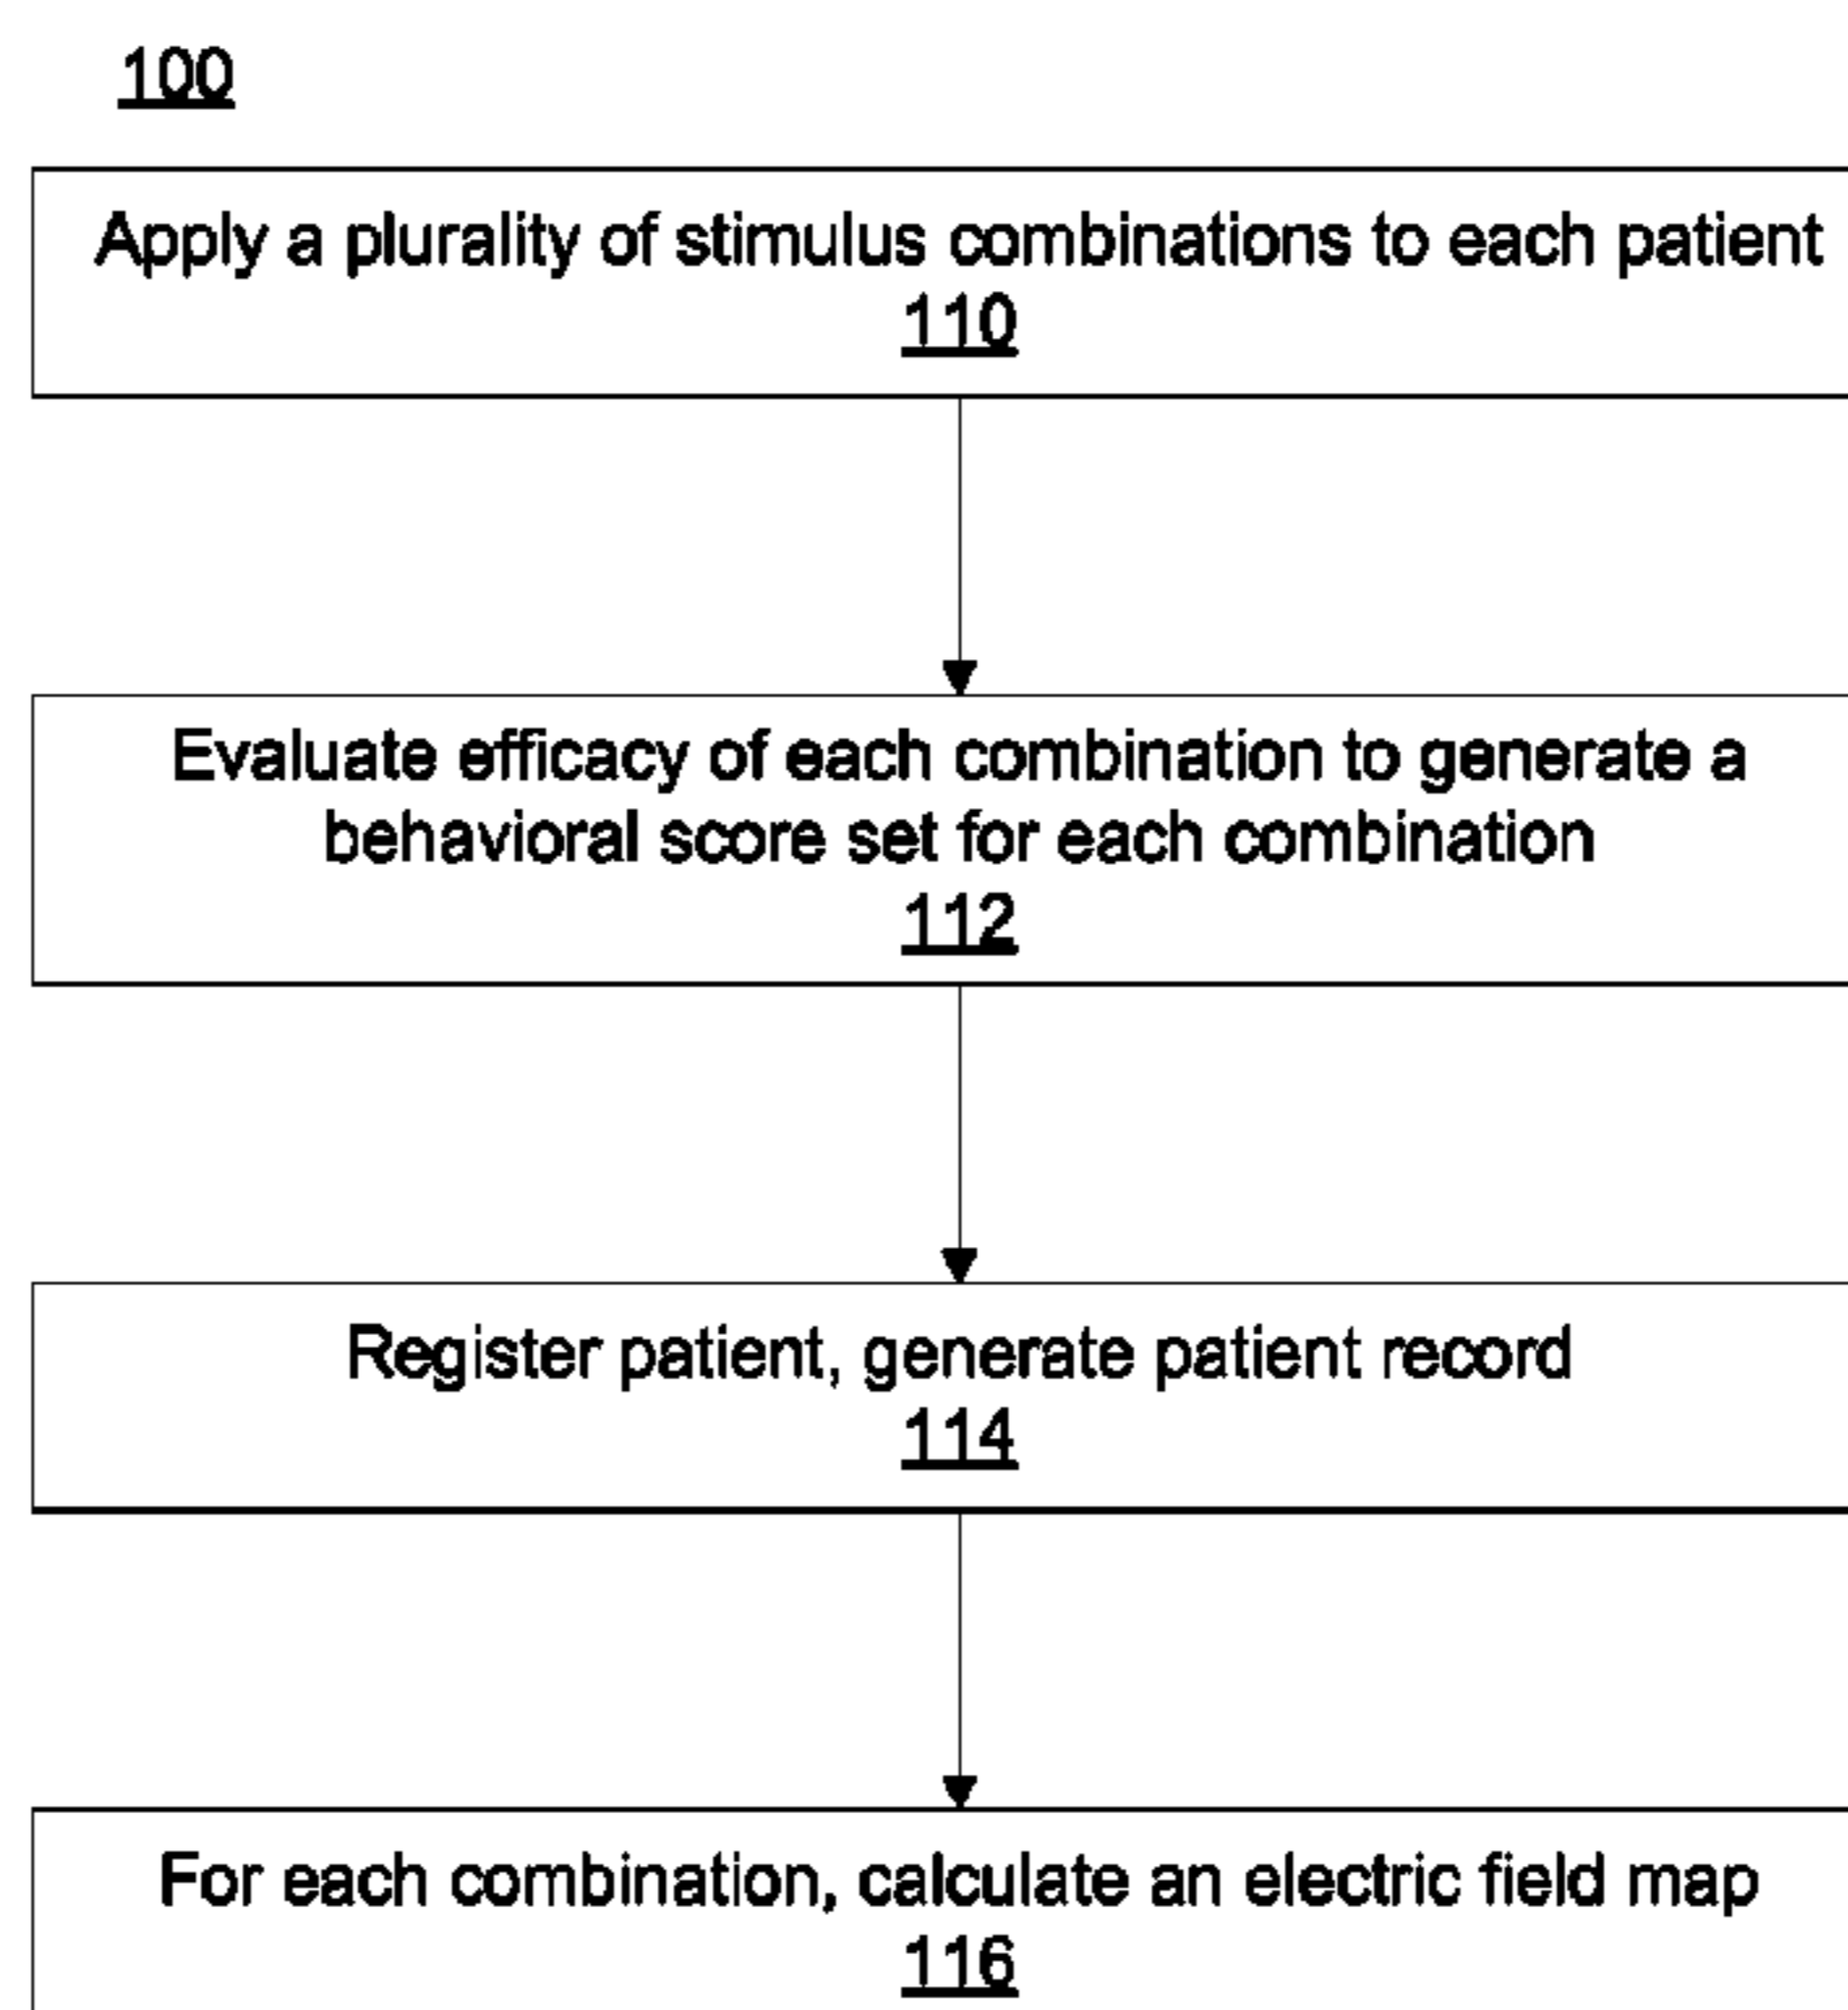 100
Apply a plurality of stimulus combinations to each patient
110
Evaluate efficacy of each combination to generate a
behavioral score set for each combination
112
Register patient, generate patient record
114
For each combination, calculate an electric field map
116